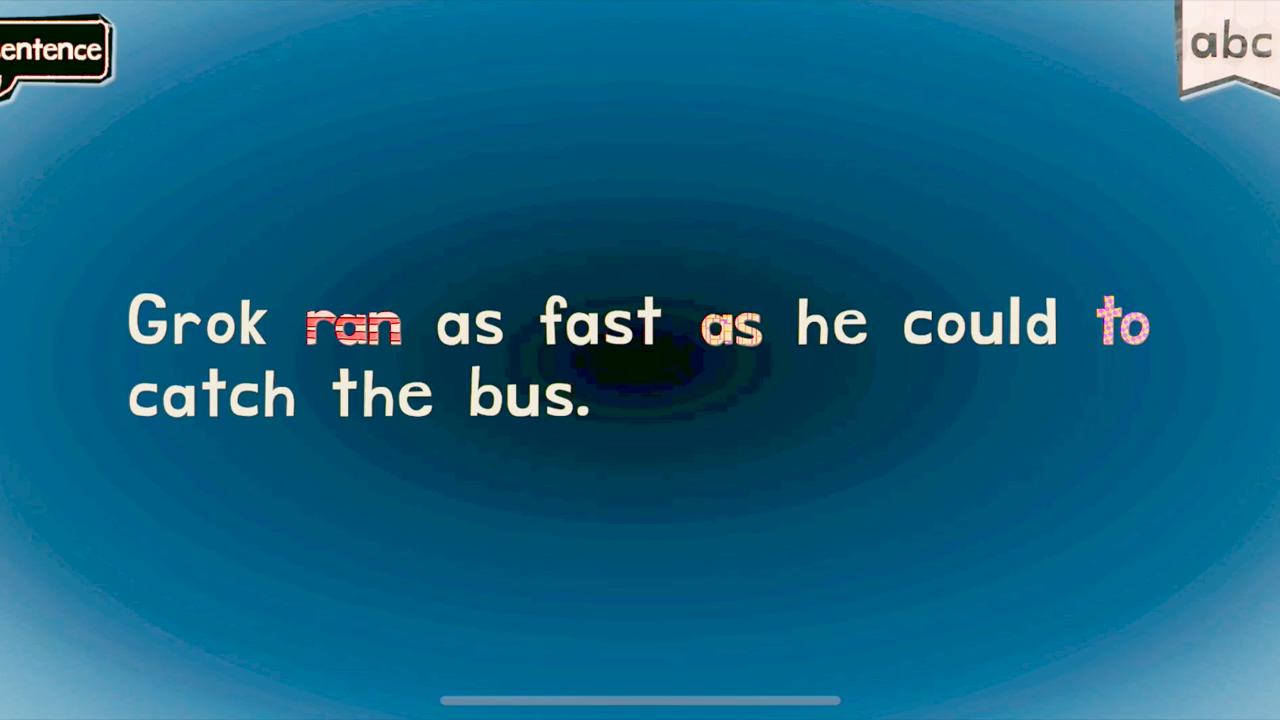 entence
abc
Grok ran as fast as he could to
catch the bus.